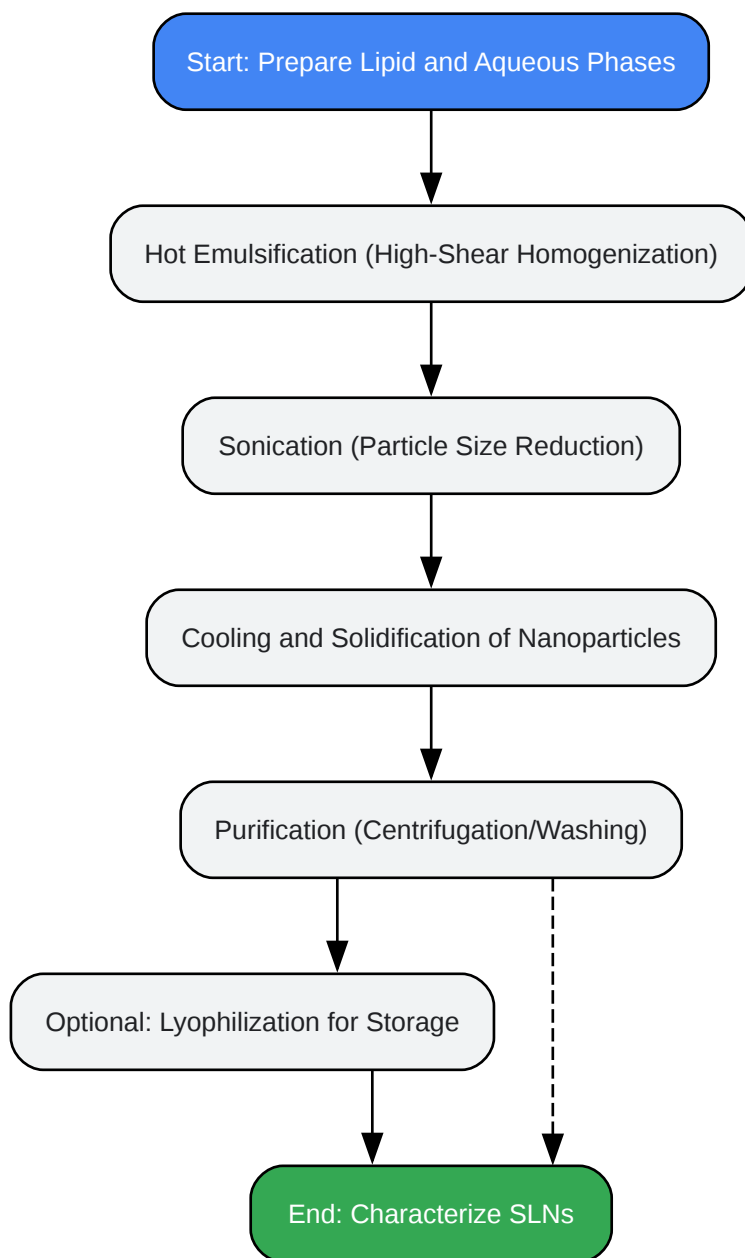 Start: Prepare Lipid and Aqueous Phases
Hot Emulsification (High-Shear Homogenization)
Sonication (Particle Size Reduction)
Cooling and Solidification of Nanoparticles
Purification (Centrifugation/Washing)
Optional: Lyophilization for Storage
End: Characterize SLNs